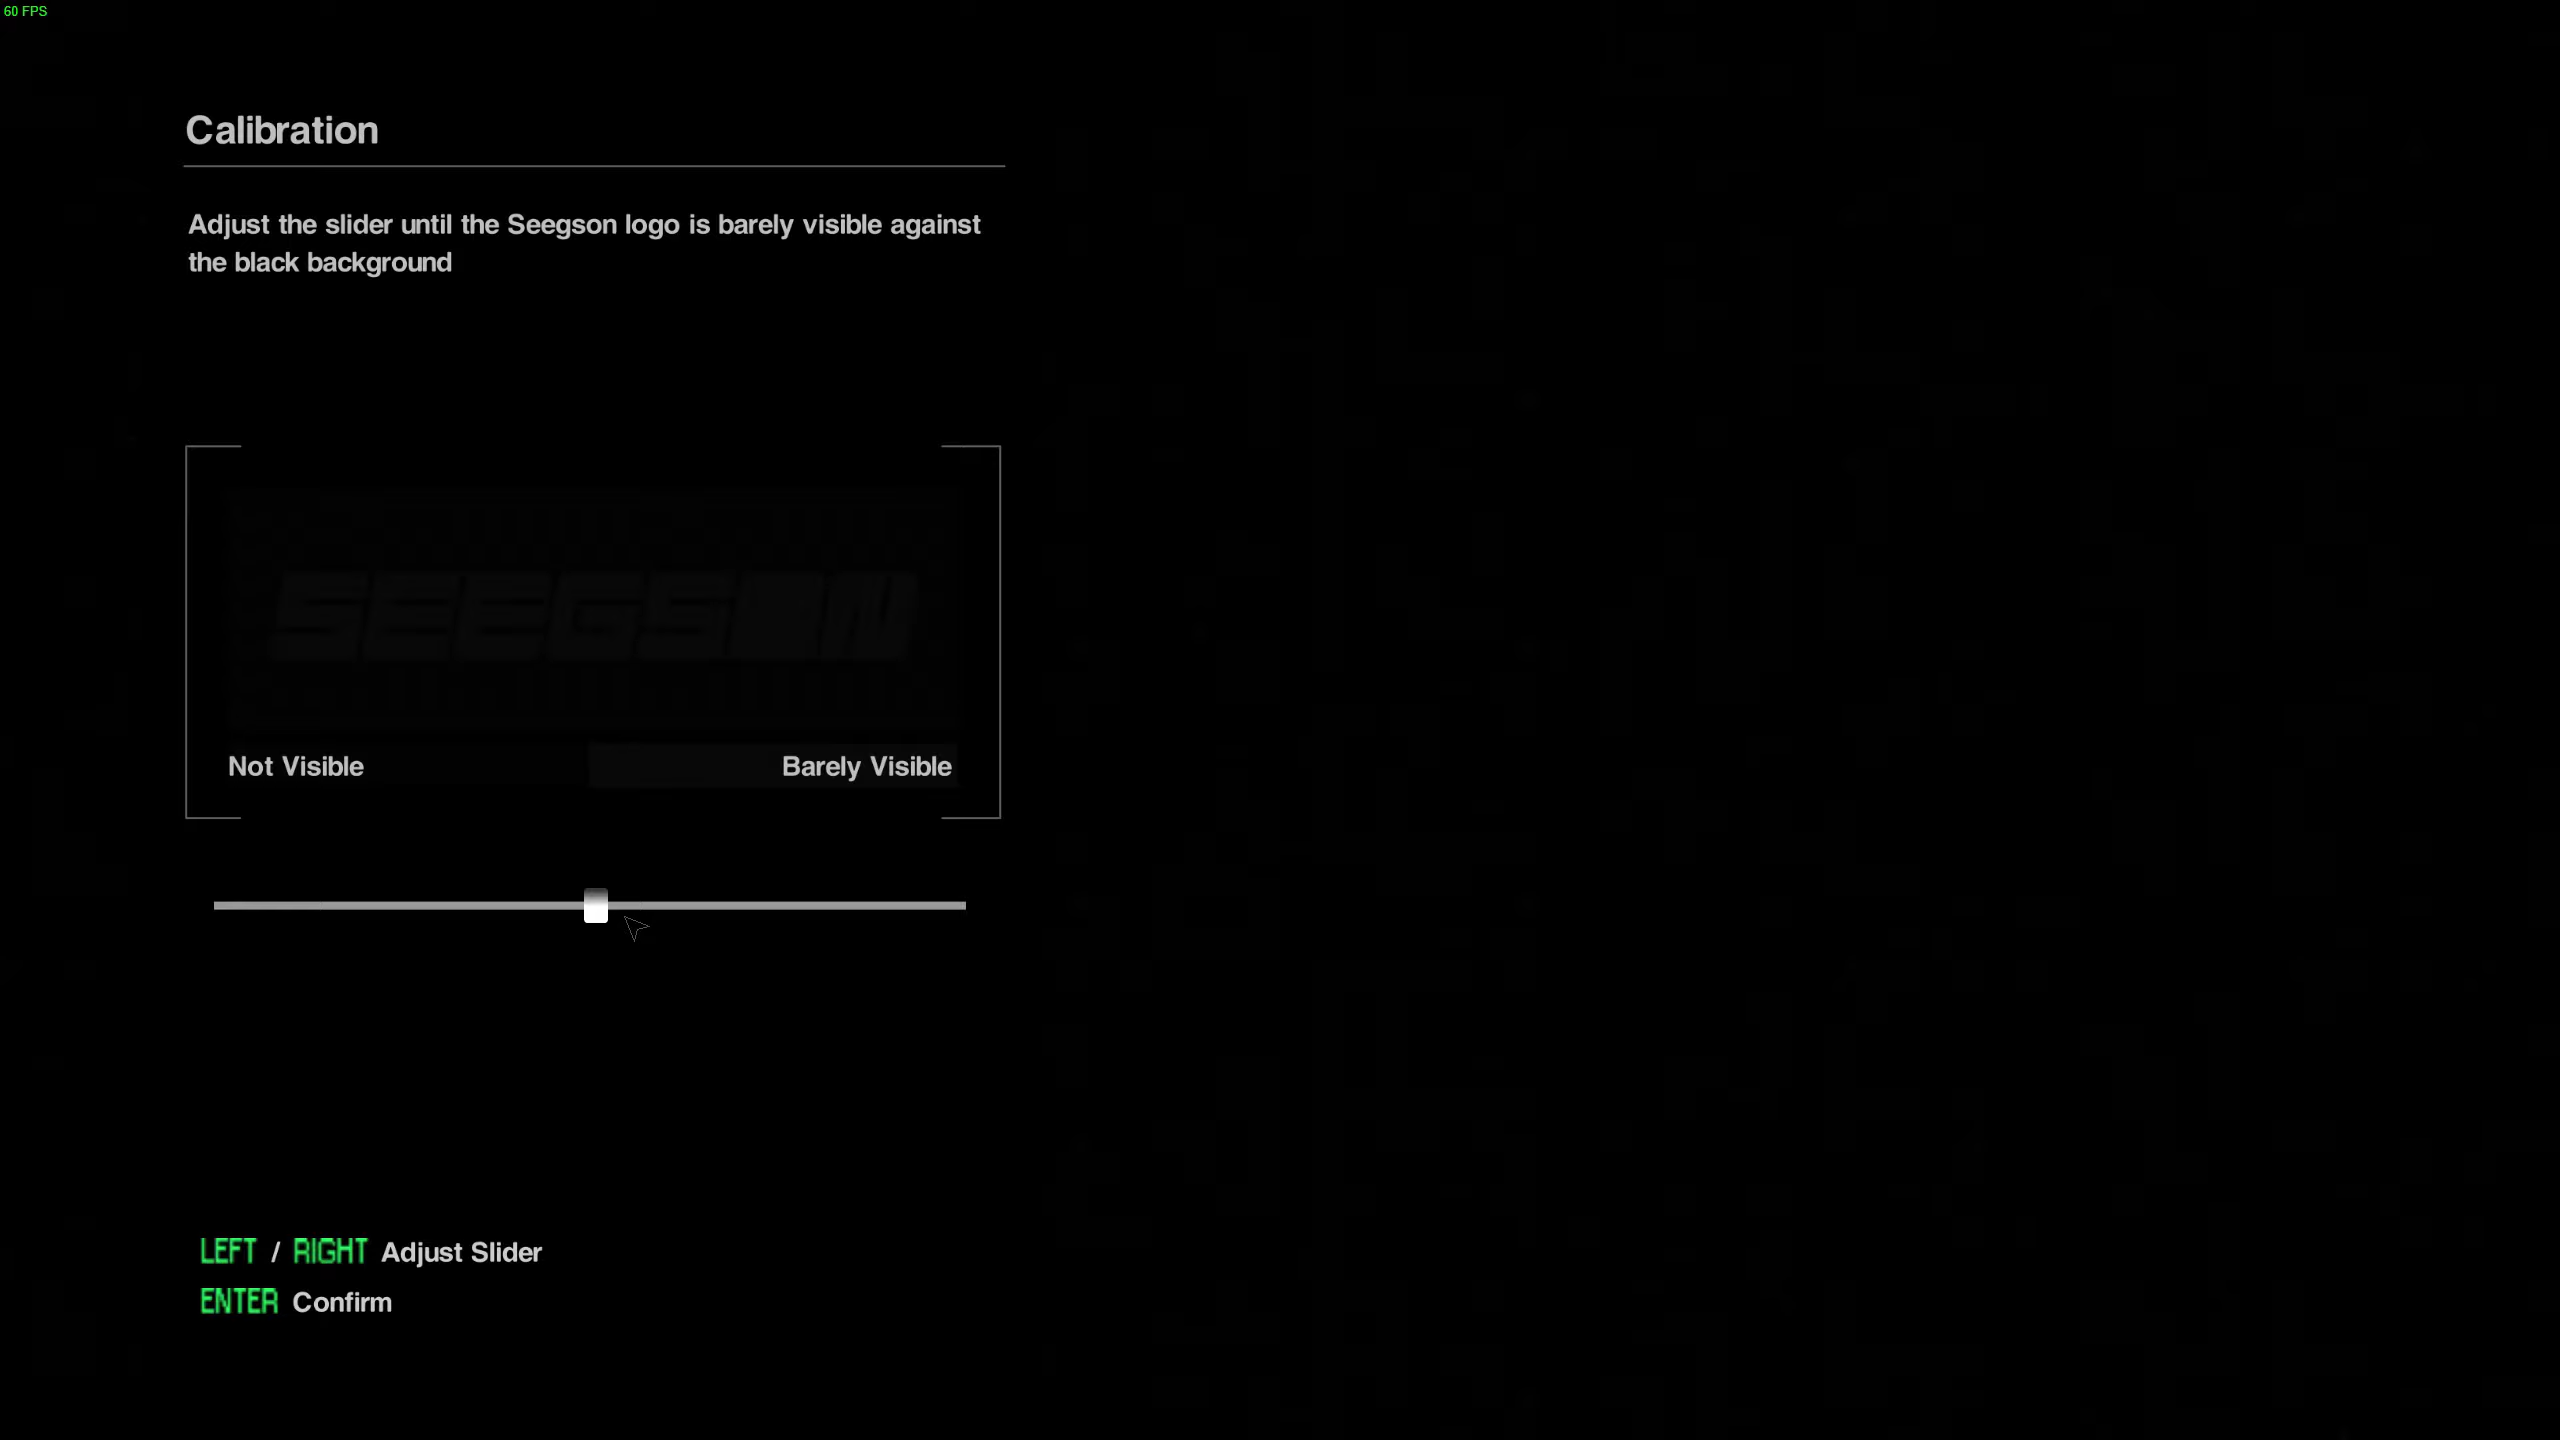 60 FPS
Calibration
Adjust the slider until the Seegson logo is barely visible against
the black background
SEEGSON
Not Visible
Barely Visible
LEFT / RIGHT Adjust Slider
ENTER Confirm